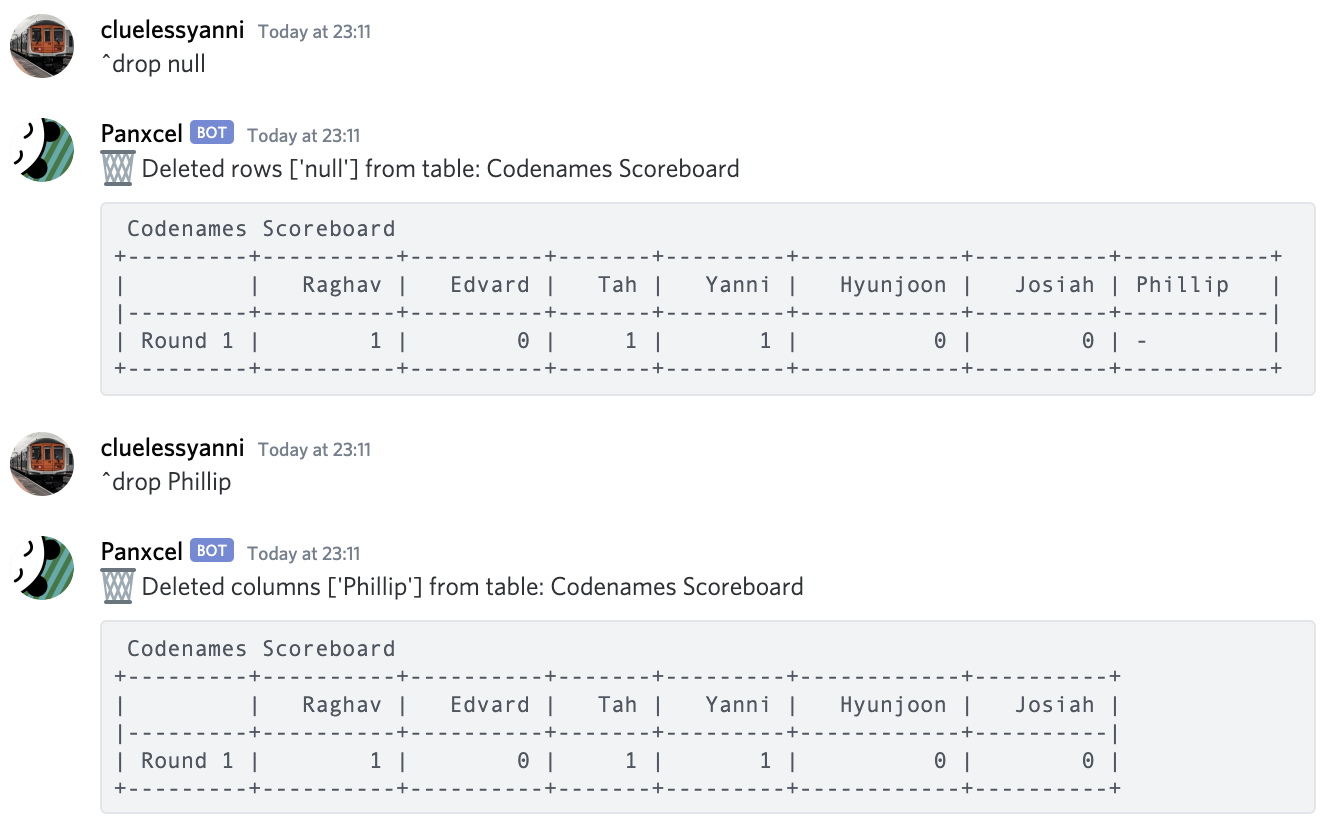 cluelessyanni Today at 23:11
^drop null
Panxcel BOT Today at 23:11
Deleted rows ['null'] from table: Codenames Scoreboard
Codenames Scoreboard
+---------+----------+----------+-------+---------+------------+----------+-----------+
|         |   Raghav |   Edvard |   Tah |   Yanni |   Hyunjoon |   Josiah | Phillip   |
|---------+----------+----------+-------+---------+------------+----------+-----------|
| Round 1 |        1 |        0 |     1 |       1 |          0 |        0 | -         |
+---------+----------+----------+-------+---------+------------+----------+-----------+
cluelessyanni Today at 23:11
^drop Phillip
Panxcel BOT Today at 23:11
Deleted columns ['Phillip'] from table: Codenames Scoreboard
Codenames Scoreboard
+---------+----------+----------+-------+---------+------------+----------+
|         |   Raghav |   Edvard |   Tah |   Yanni |   Hyunjoon |   Josiah |
|---------+----------+----------+-------+---------+------------+----------|
| Round 1 |        1 |        0 |     1 |       1 |          0 |        0 |
+---------+----------+----------+-------+---------+------------+----------+